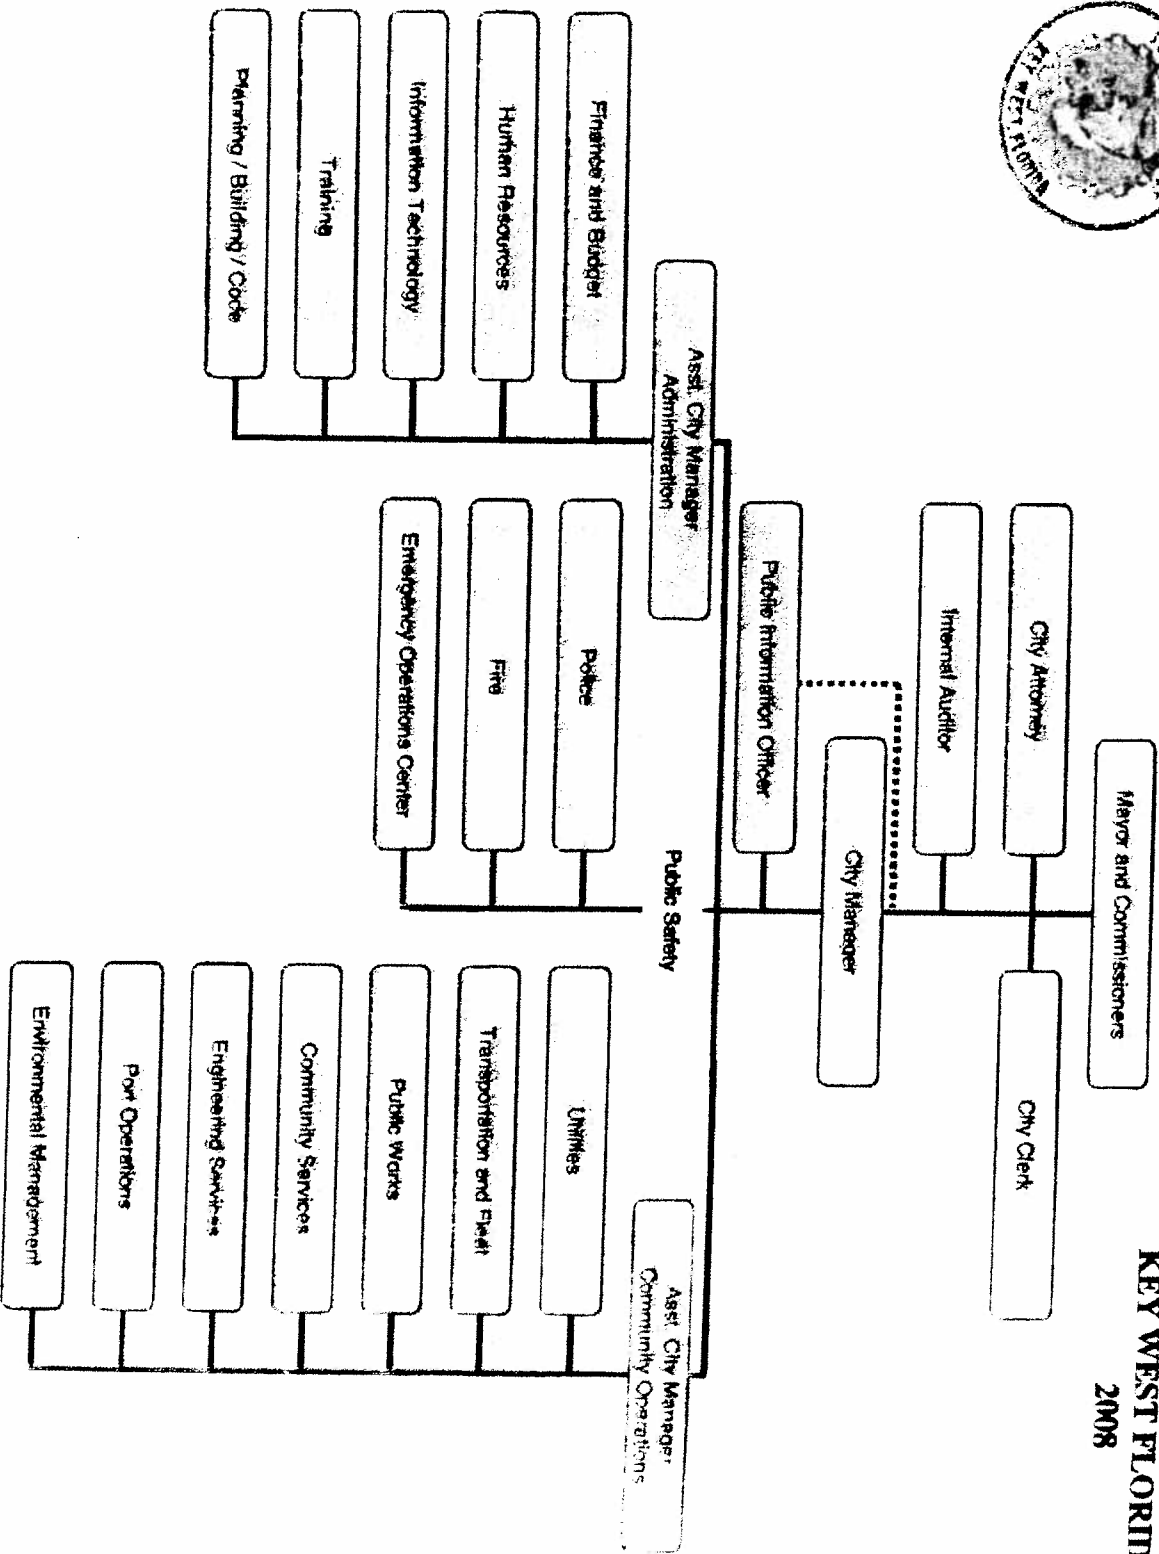 KEY WEST FLORID
2008
KEY WEST FLORIDA
Mayor and Commissioners
City Attorney
City Clerk
Internal Auditor
City Manager
Public Information Officer
Asst. City Manager
Administration
Finance and Budget
Human Resources
Information Technology
Training
Planning / Building / Code
Public Safety
Police
Fire
Emergency Operations Center
Asst. City Manager
Community Operations
Utilities
Transportation and Fleet
Public Works
Community Services
Engineering Services
Port Operations
Environmental Management